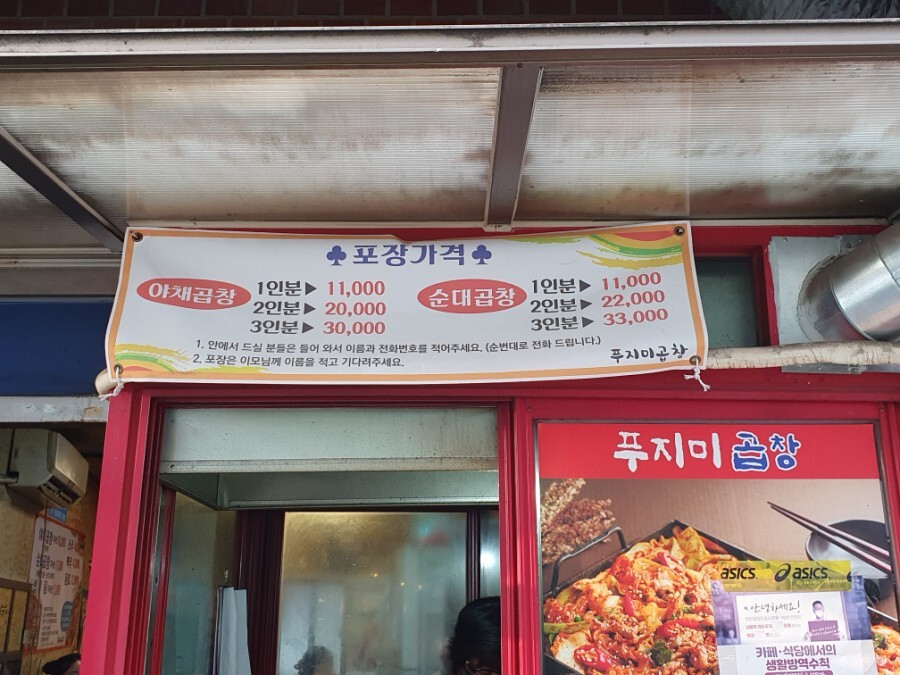 ♣포장가격♣
야채곱창 1인분▶ 11,000
2인분▶ 20,000
3인분▶ 30,000
순대곱창 1인분▶ 11,000
2인분▶ 22,000
3인분▶ 33,000
1. 안에서 드실 분들은 들어 와서 이름과 전화번호를 적어주세요. (순번대로 전화 드립니다.)
2. 포장은 이모님께 이름을 적고 기다려주세요.
푸지미곱창
푸지미 곱창
asics asics
안녕하세요!
카페·식당에서의
생활방역수칙